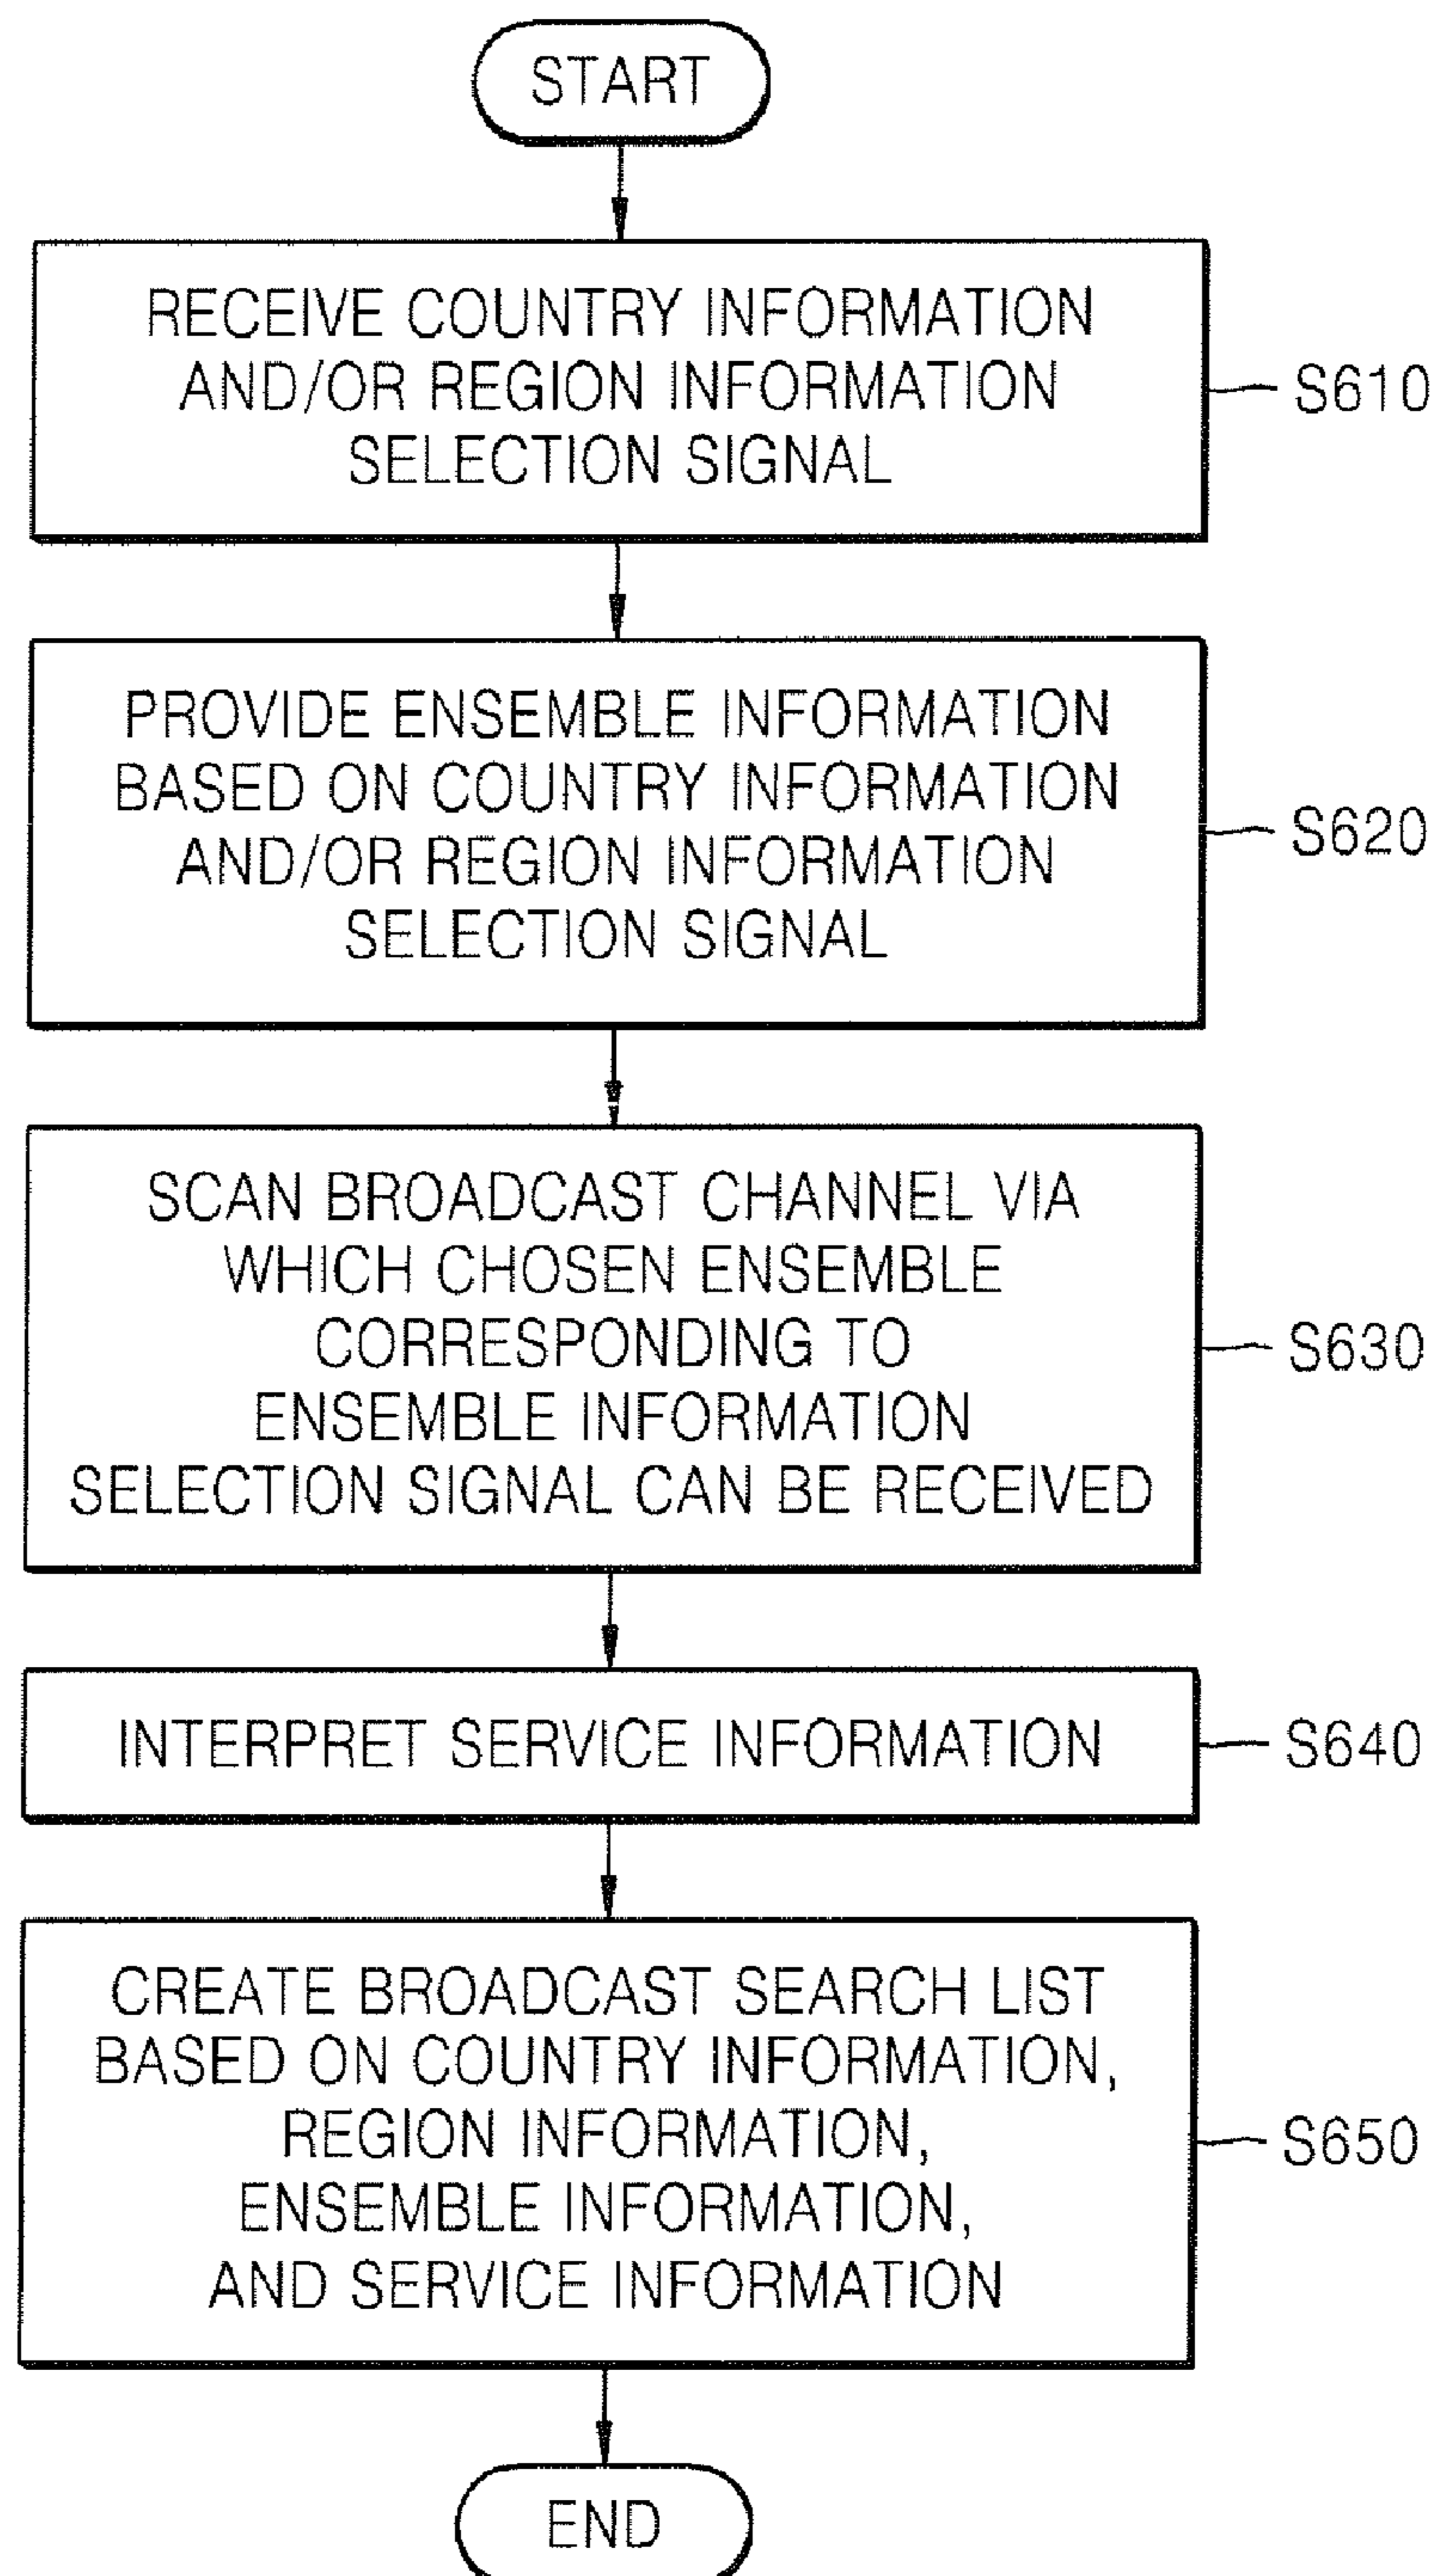 START
RECEIVE COUNTRY INFORMATION
AND/OR REGION INFORMATION
SELECTION SIGNAL
S610
PROVIDE ENSEMBLE INFORMATION
BASED ON COUNTRY INFORMATION
AND/OR REGION INFORMATION
SELECTION SIGNAL
S620
SCAN BROADCAST CHANNEL VIA
WHICH CHOSEN ENSEMBLE
CORRESPONDING TO
ENSEMBLE INFORMATION
SELECTION SIGNAL CAN BE RECEIVED
S630
INTERPRET SERVICE INFORMATION
S640
CREATE BROADCAST SEARCH LIST
BASED ON COUNTRY INFORMATION,
REGION INFORMATION,
ENSEMBLE INFORMATION,
AND SERVICE INFORMATION
S650
END